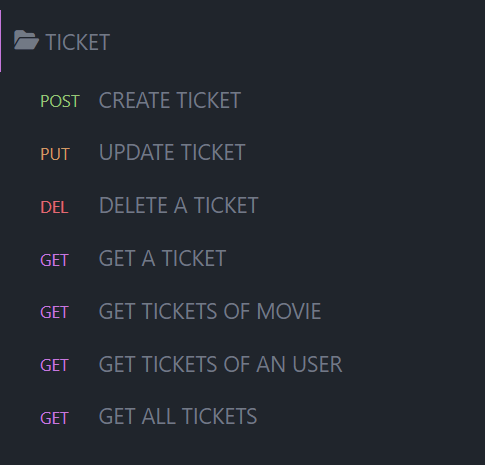 TICKET
POST CREATE TICKET
PUT UPDATE TICKET
DEL DELETE A TICKET
GET GET A TICKET
GET GET TICKETS OF MOVIE
GET GET TICKETS OF AN USER
GET GET ALL TICKETS